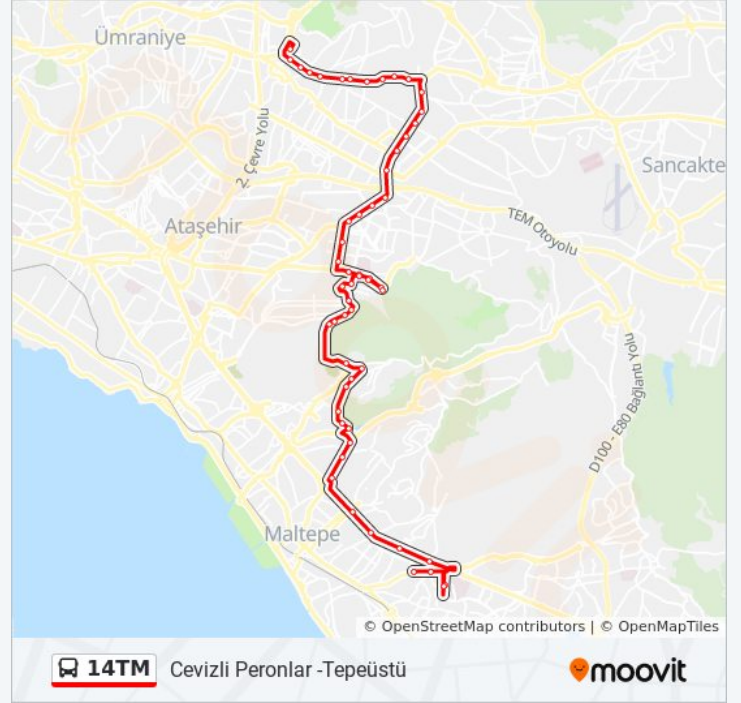 Ümraniye
2. Çevre Yolu
Sancakte
Ataşehir
TEM Otoyolu
D100 - E80 Bağlantı Yolu
Maltepe
© OpenStreetMap contributors | © OpenMapTiles
14TM Cevizli Peronlar -Tepeüstü
moovit